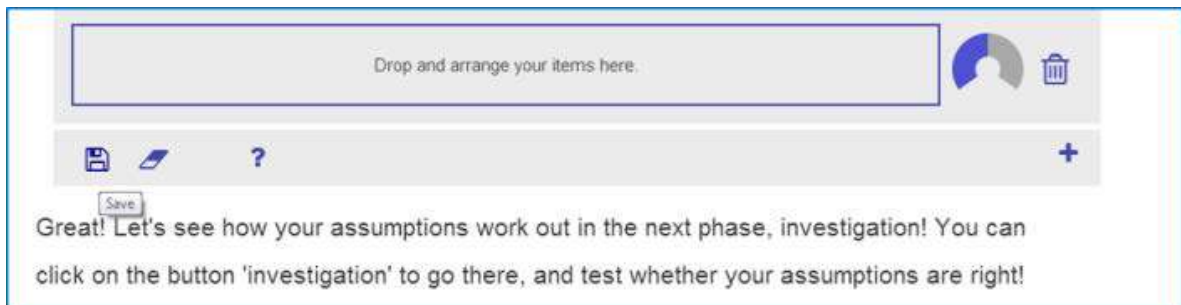 Drop and arrange your items here.
?
+
Save
Great! Let's see how your assumptions work out in the next phase, investigation! You can
click on the button 'investigation' to go there, and test whether your assumptions are right!